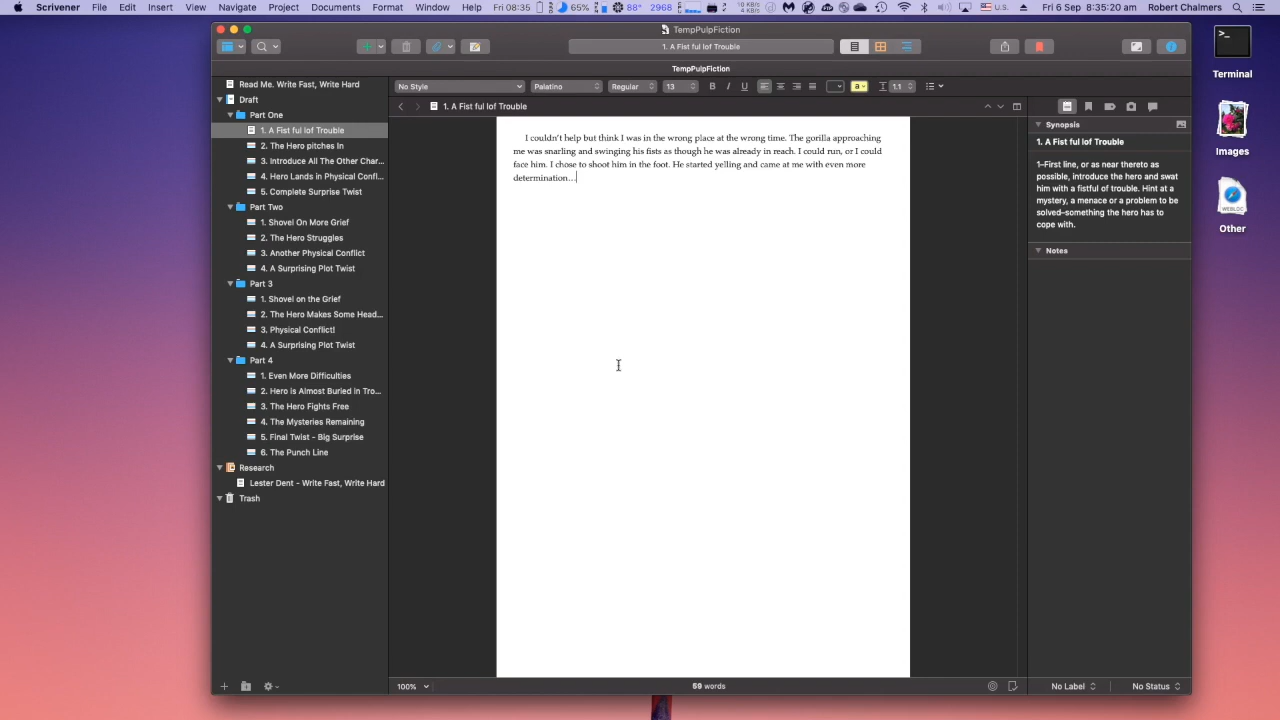 Scrivener File Edit Insert View Navigate Project Documents Format Window Help Fri 08:35 65% 88° 2968 10 KB/s 4 KB/s U.S. Fri 6 Sep 8:35:20 am Robert Chalmers
TempPulpFiction
1. A Fist ful lof Trouble
TempPulpFiction
No Style Palatino Regular 13 B I U a 1.1
1. A Fist ful lof Trouble
Read Me. Write Fast, Write Hard
Draft
Part One
1. A Fist ful lof Trouble
2. The Hero pitches In
3. Introduce All The Other Char...
4. Hero Lands in Physical Confl...
5. Complete Surprise Twist
Part Two
1. Shovel On More Grief
2. The Hero Struggles
3. Another Physical Conflict
4. A Surprising Plot Twist
Part 3
1. Shovel on the Grief
2. The Hero Makes Some Head...
3. Physical Conflict!
4. A Surprising Plot Twist
Part 4
1. Even More Difficulties
2. Hero is Almost Buried in Tro...
3. The Hero Fights Free
4. The Mysteries Remaining
5. Final Twist - Big Surprise
6. The Punch Line
Research
Lester Dent - Write Fast, Write Hard
Trash
I couldn't help but think I was in the wrong place at the wrong time. The gorilla approaching
me was snarling and swinging his fists as though he was already in reach. I could run, or I could
face him. I chose to shoot him in the foot. He started yelling and came at me with even more
determination…
Synopsis
1. A Fist ful lof Trouble
1–First line, or as near thereto as
possible, introduce the hero and swat
him with a fistful of trouble. Hint at a
mystery, a menace or a problem to be
solved–something the hero has to
cope with.
Notes
100% 59 words No Label No Status
Terminal
Images
WEBLOC
Other